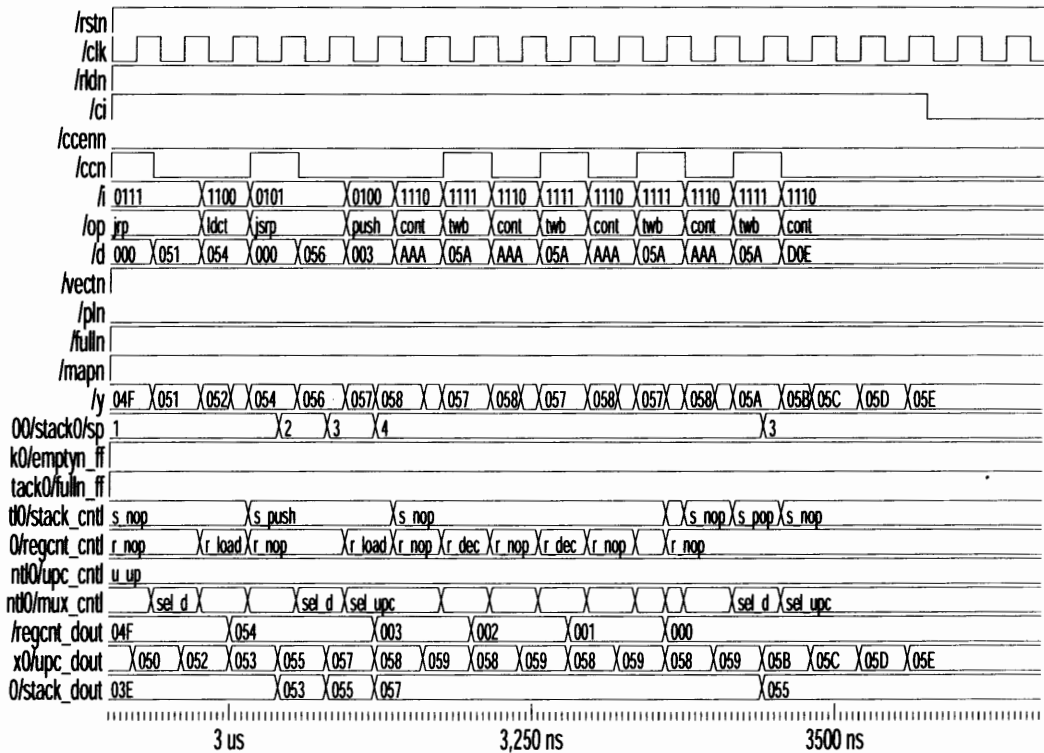 /rstn
/clk
/rldn
/ci
/ccenn
/ccn
/i 0111 1100 0101 0100 1110 1111 1110 1111 1110 1111 1110 1111 1110
/op jrp ldct jsrp push cont twb cont twb cont twb cont twb cont
/d 000 051 054 000 056 003 AAA 05A AAA 05A AAA 05A AAA 05A D0E
/vectn
/pln
/fulln
/mapn
/y 04F 051 052 054 056 057 058 057 058 057 058 057 058 05A 05B 05C 05D 05E
00/stack0/sp 1 2 3 4 3
k0/emptyn_ff
tack0/fulln_ff
tl0/stack_cntl s_nop s_push s_nop s_nop s_pop s_nop
0/regcnt_cntl r_nop r_load r_nop r_load r_nop r_dec r_nop r_dec r_nop r_nop
ntl0/upc_cntl u_up
ntl0/mux_cntl sel_d sel_d sel_upc sel_d sel_upc
/regcnt_dout 04F 054 003 002 001 000
x0/upc_dout 050 052 053 055 057 058 059 058 059 058 059 058 059 05B 05C 05D 05E
0/stack_dout 03E 053 055 057 055
3 us 3,250 ns 3500 ns